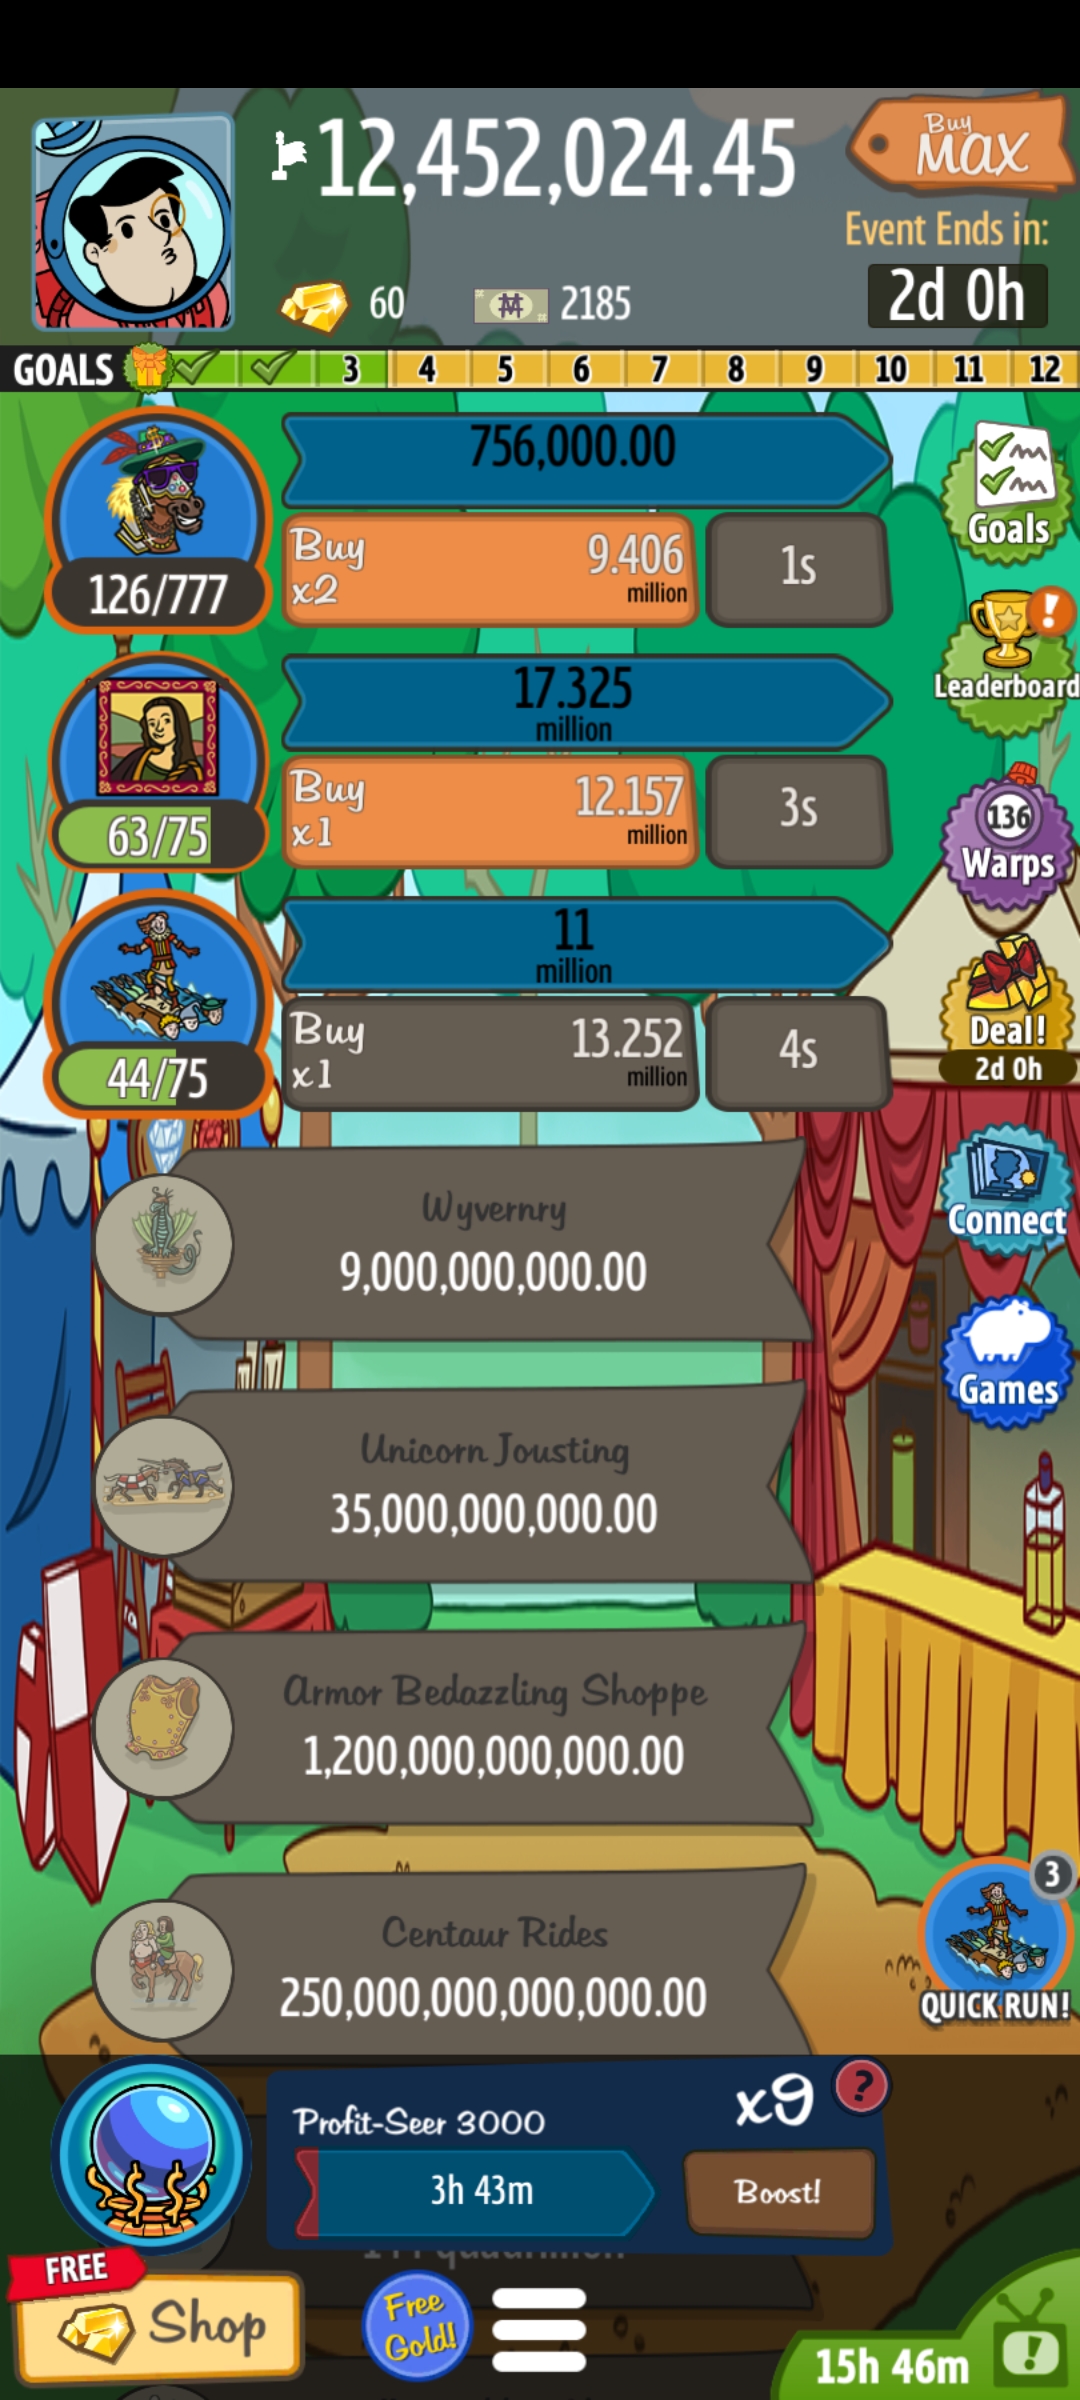 12,452,024.45
Buy
MAX
Event Ends in:
2d 0h
60
2185
GOALS
3 4 5 6 7 8 9 10 11 12
756,000.00
Buy
x2
9.406
million
1s
126/777
Goals
17.325
million
Leaderboard
Buy
x1
12.157
million
3s
63/75
136
Warps
11
million
Buy
x1
13.252
million
4s
44/75
Deal!
2d 0h
Wyvernry
9,000,000,000.00
Connect
Unicorn Jousting
35,000,000,000.00
Games
Armor Bedazzling Shoppe
1,200,000,000,000.00
Centaur Rides
250,000,000,000,000.00
3
QUICK RUN!
Profit-Seer 3000
x9
?
3h 43m
Boost!
FREE
Shop
Free
Gold!
15h 46m